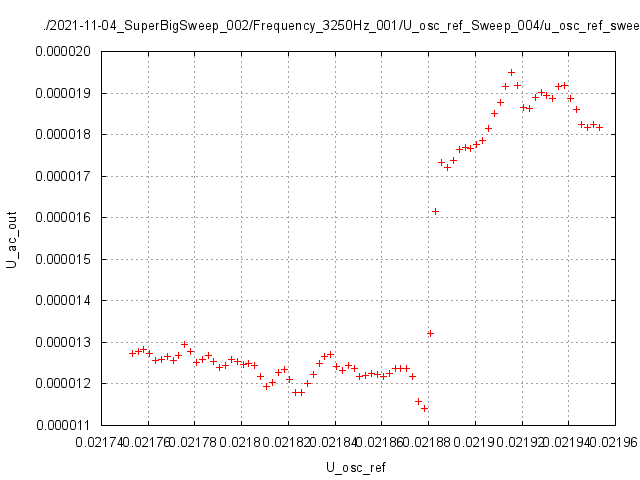 ./2021-11-04_SuperBigSweep_002/Frequency_3250Hz_001/U_osc_ref_Sweep_004/u_osc_ref_swee
0.000020
0.000019
0.000018
0.000017
0.000016
0.000015
0.000014
0.000013
0.000012
0.000011
U_ac_out
0.02174 0.02176 0.02178 0.0218 0.02182 0.02184 0.02186 0.02188 0.0219 0.02192 0.02194 0.02196
U_osc_ref